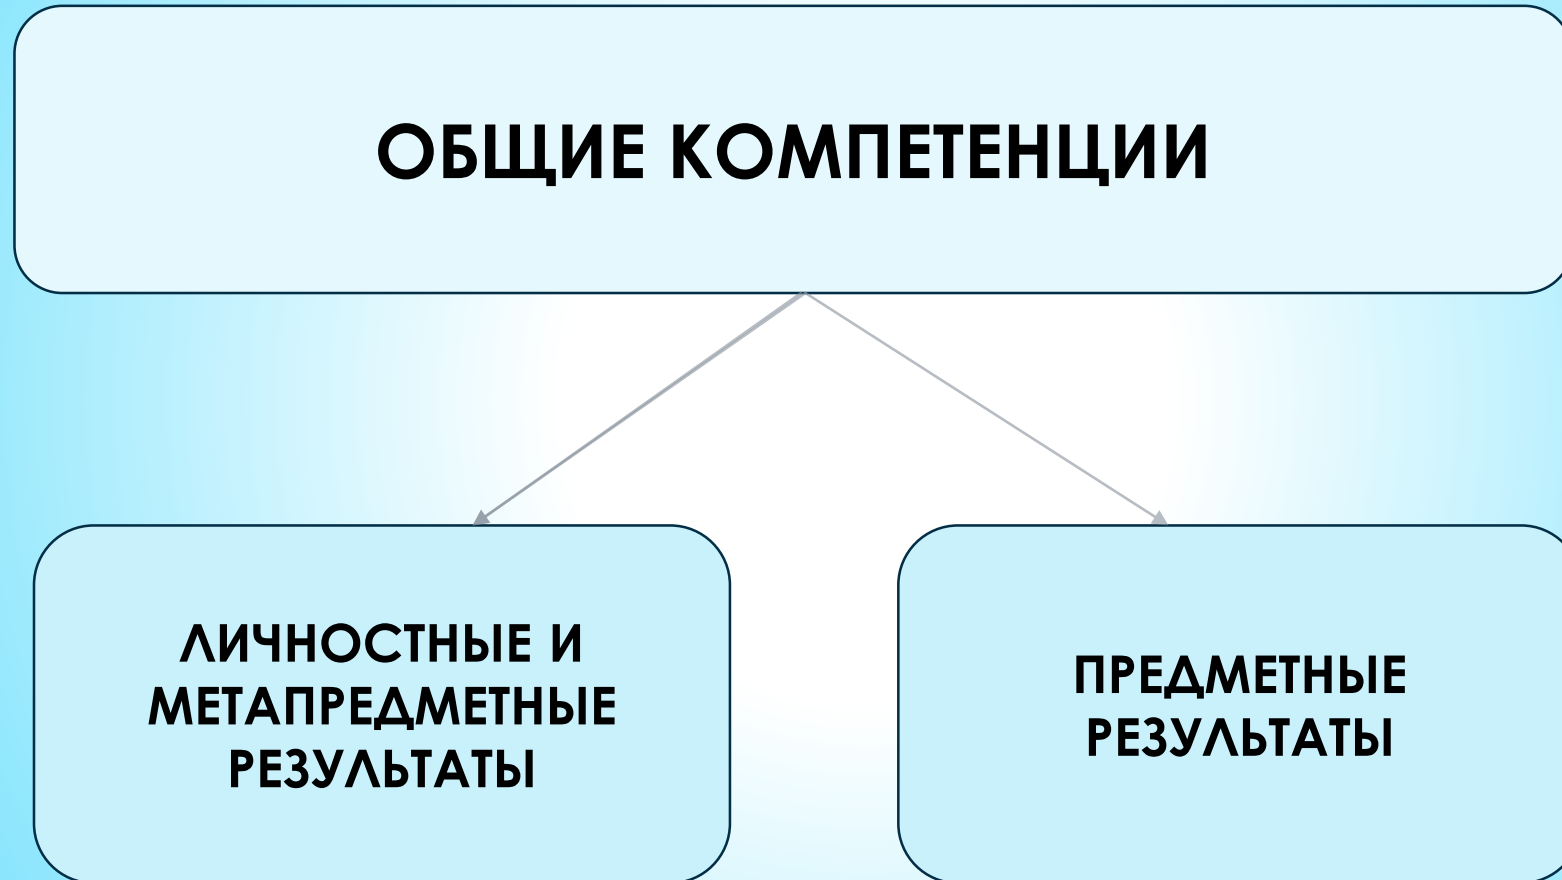 ОБЩИЕ КОМПЕТЕНЦИИ
ЛИЧНОСТНЫЕ И
МЕТАПРЕДМЕТНЫЕ
РЕЗУЛЬТАТЫ
ПРЕДМЕТНЫЕ
РЕЗУЛЬТАТЫ